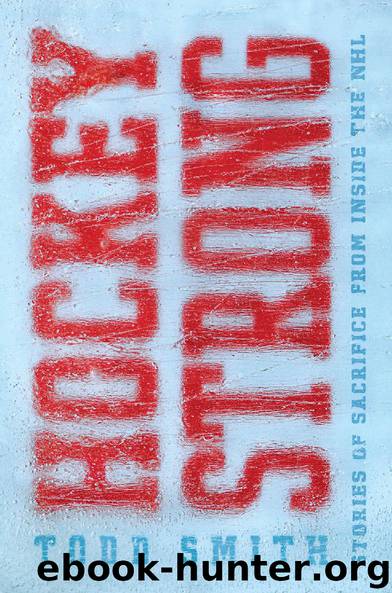 HOCKEY
STRONG
STORIES OF SACRIFICE FROM INSIDE THE NHL
TODD SMITH
ebook-hunter.org